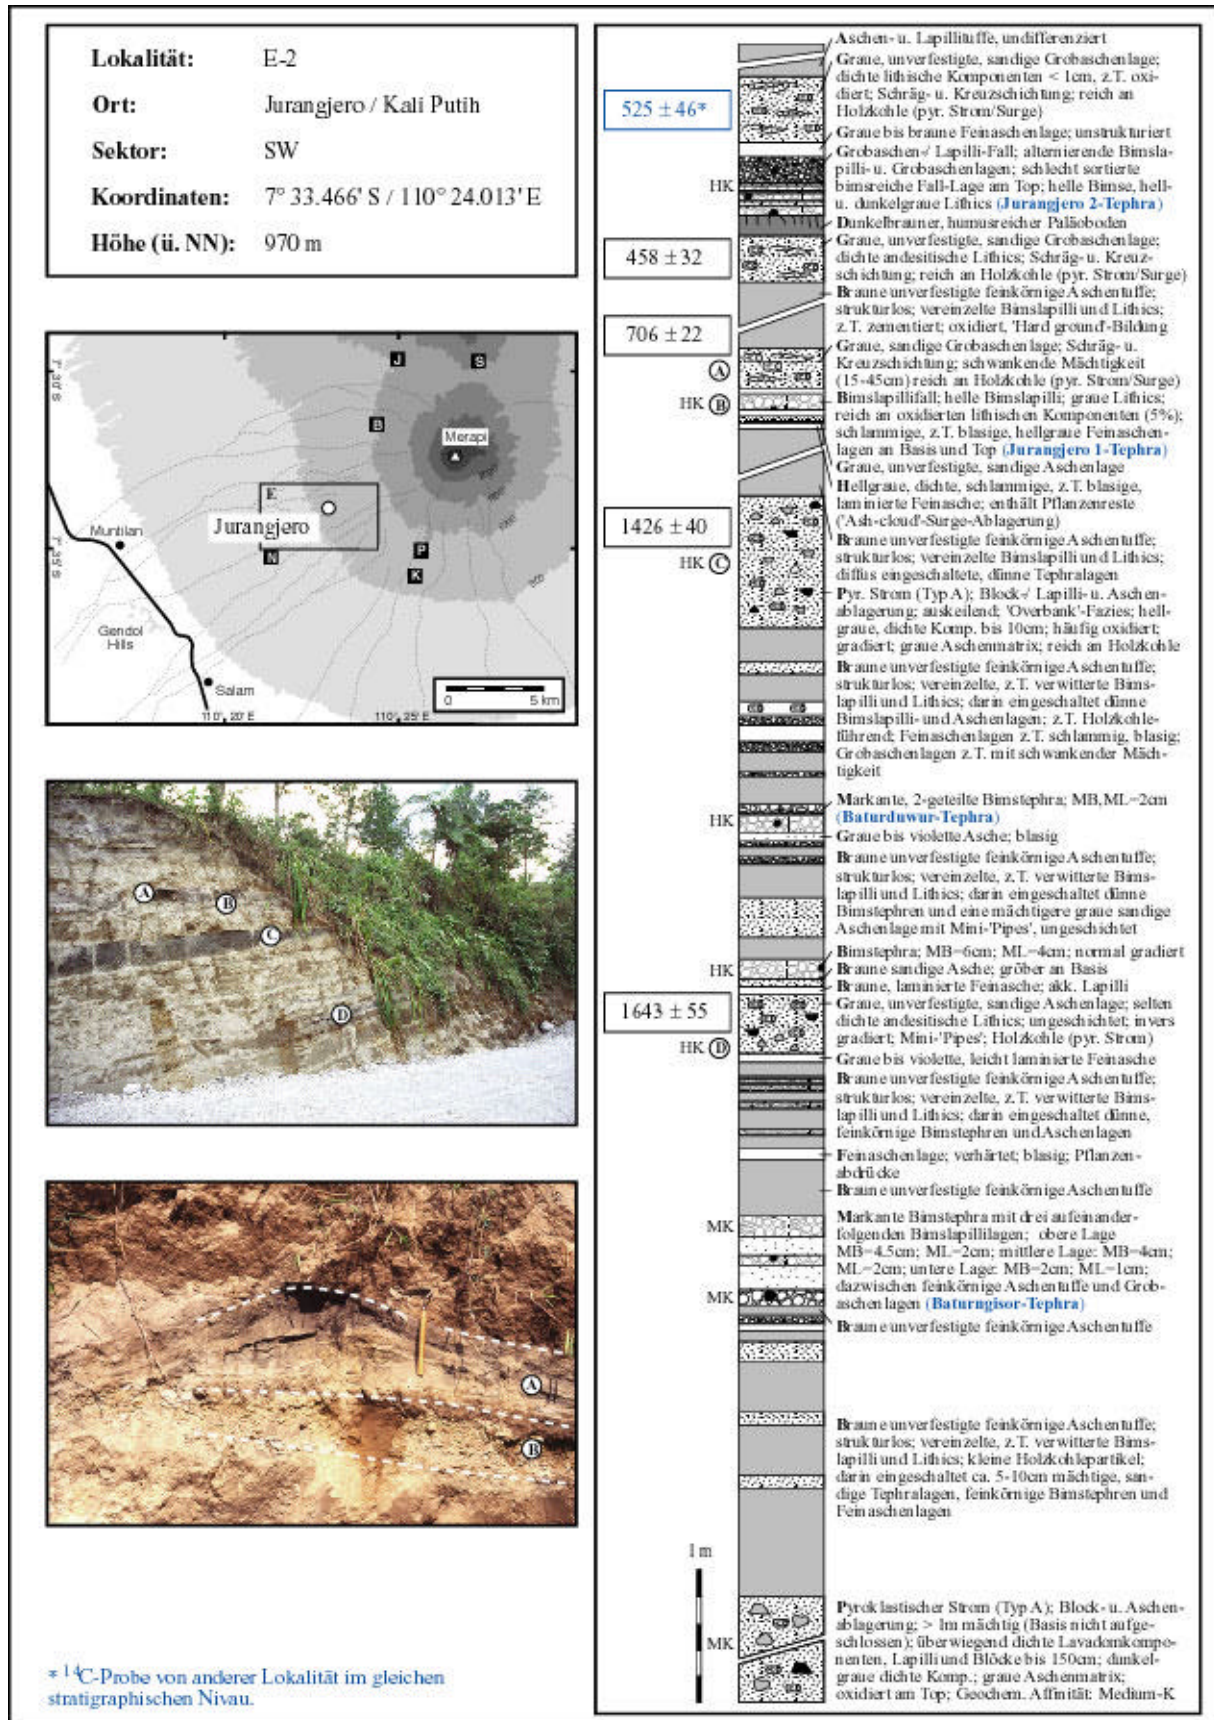 Lokalität: E-2
Ort: Jurangjero / Kali Putih
Sektor: SW
Koordinaten: 7° 33.466' S / 110° 24.013' E
Höhe (ü. NN): 970 m
J
S
B
Merapi
E
Jurangjero
Muntilan
N
P
K
Gendol
Hills
Salam
7° 30' S
7° 35' S
110° 20' E
110° 25' E
0 5 km
A
B
C
D
A
B
* ¹⁴C-Probe von anderer Lokalität im gleichen
stratigraphischen Nivau.
525 ± 46*
HK
458 ± 32
706 ± 22
A
HK B
1426 ± 40
HK C
HK
HK
1643 ± 55
HK D
MK
MK
1 m
MK
Aschen- u. Lapillituffe, undifferenziert
Graue, unverfestigte, sandige Grobaschenlage;
dichte lithische Komponenten < 1cm, z.T. oxi-
diert; Schräg- u. Kreuzschichtung; reich an
Holzkohle (pyr. Strom/Surge)
Graue bis braune Feinaschenlage; unstrukturiert
Grobaschen-/ Lapilli-Fall; alternierende Bimsla-
pilli- u. Grobaschenlagen; schlecht sortierte
bimsreiche Fall-Lage am Top; helle Bimse, hell-
u. dunkelgraue Lithics (Jurangjero 2-Tephra)
Dunkelbrauner, humusreicher Paläoboden
Graue, unverfestigte, sandige Grobaschenlage;
dichte andesitische Lithics; Schräg- u. Kreuz-
schichtung; reich an Holzkohle (pyr. Strom/Surge)
Braune unverfestigte feinkörnige Aschentuffe;
strukturlos; vereinzelte Bimslapilli und Lithics;
z.T. zementiert; oxidiert, 'Hard ground'-Bildung
Graue, sandige Grobaschenlage; Schräg- u.
Kreuzschichtung; schwankende Mächtigkeit
(15-45cm) reich an Holzkohle (pyr. Strom/Surge)
Bimslapillifall; helle Bimslapilli; graue Lithics;
reich an oxidierten lithischen Komponenten (5%);
schlammige, z.T. blasige, hellgraue Feinaschen-
lagen an Basis und Top (Jurangjero 1-Tephra)
Graue, unverfestigte, sandige Aschenlage
Hellgraue, dichte, schlammige, z.T. blasige,
laminierte Feinasche; enthält Pflanzenreste
('Ash-cloud'-Surge-Ablagerung)
Braune unverfestigte feinkörnige Aschentuffe;
strukturlos; vereinzelte Bimslapilli und Lithics;
diffus eingeschaltete, dünne Tephralagen
Pyr. Strom (Typ A); Block-/ Lapilli- u. Aschen-
ablagerung; auskeilend; 'Overbank'-Fazies; hell-
graue, dichte Komp. bis 10cm; häufig oxidiert;
gradiert; graue Aschenmatrix; reich an Holzkohle
Braune unverfestigte feinkörnige Aschentuffe;
strukturlos; vereinzelte, z.T. verwitterte Bims-
lapilli und Lithics; darin eingeschaltet dünne
Bimslapilli- und Aschenlagen; z.T. Holzkohle-
führend; Feinaschenlagen z.T. schlammig, blasig;
Grobaschenlagen z.T. mit schwankender Mäch-
tigkeit
Markante, 2-geteilte Bimstephra; MB,ML=2cm
(Baturduwur-Tephra)
Graue bis violette Asche; blasig
Braune unverfestigte feinkörnige Aschentuffe;
strukturlos; vereinzelte, z.T. verwitterte Bims-
lapilli und Lithics; darin eingeschaltet dünne
Bimstephren und eine mächtigere graue sandige
Aschenlage mit Mini-'Pipes', ungeschichtet
Bimstephra; MB=6cm; ML=4cm; normal gradiert
Braune sandige Asche; gröber an Basis
Braune, laminierte Feinasche; akk. Lapilli
Graue, unverfestigte, sandige Aschenlage; selten
dichte andesitische Lithics; ungeschichtet; invers
gradiert; Mini-'Pipes'; Holzkohle (pyr. Strom)
Graue bis violette, leicht laminierte Feinasche
Braune unverfestigte feinkörnige Aschentuffe;
strukturlos; vereinzelte, z.T. verwitterte Bims-
lapilli und Lithics; darin eingeschaltet dünne,
feinkörnige Bimstephren und Aschenlagen
Feinaschenlage; verhärtet; blasig; Pflanzen-
abdrücke
Braune unverfestigte feinkörnige Aschentuffe
Markante Bimstephra mit drei aufeinander-
folgenden Bimslapillilagen; obere Lage
MB=4.5cm; ML=2cm; mittlere Lage: MB=4cm;
ML=2cm; untere Lage: MB=2cm; ML=1cm;
dazwischen feinkörnige Aschentuffe und Grob-
aschenlagen (Baturngisor-Tephra)
Braune unverfestigte feinkörnige Aschentuffe
Braune unverfestigte feinkörnige Aschentuffe;
strukturlos; vereinzelte, z.T. verwitterte Bims-
lapilli und Lithics; kleine Holzkohlepartikel;
darin eingeschaltet ca. 5-10cm mächtige, san-
dige Tephralagen, feinkörnige Bimstephren und
Feinaschenlagen
Pyroklastischer Strom (Typ A); Block- u. Aschen-
ablagerung; > 1m mächtig (Basis nicht aufge-
schlossen); überwiegend dichte Lavadomkompo-
nenten, Lapilli und Blöcke bis 150cm; dunkel-
graue dichte Komp.; graue Aschenmatrix;
oxidiert am Top; Geochem. Affinität: Medium-K